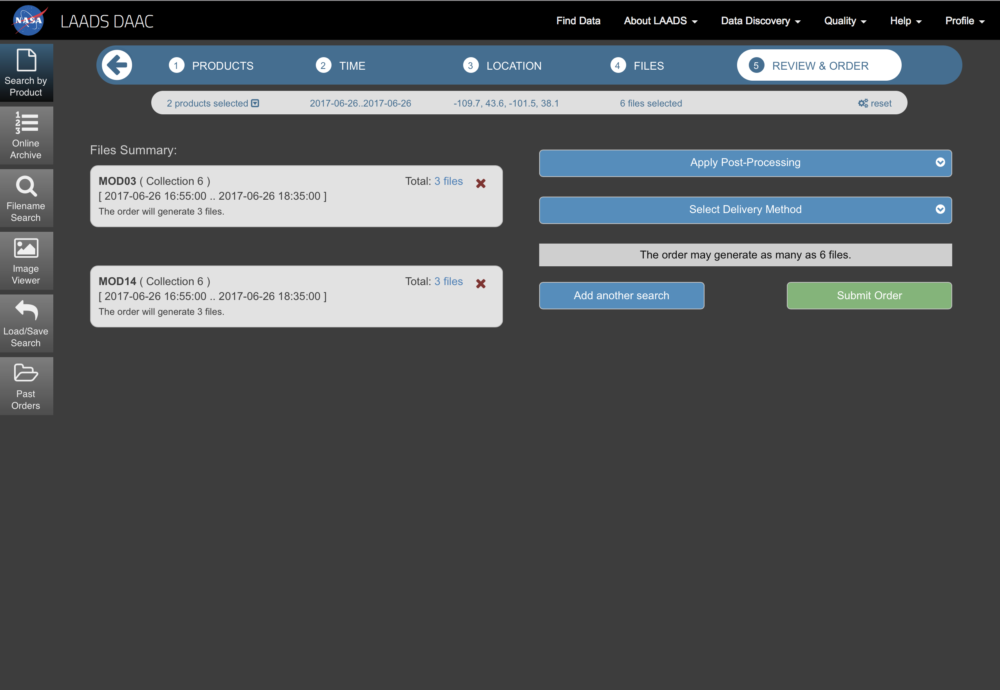 NASA
LAADS DAAC
Find Data
About LAADS
Data Discovery
Quality
Help
Profile
Search by
Product
1
2
3
Online
Archive
Filename
Search
Image
Viewer
Load/Save
Search
Past
Orders
1 PRODUCTS
2 TIME
3 LOCATION
4 FILES
5 REVIEW & ORDER
2 products selected
2017-06-26..2017-06-26
-109.7, 43.6, -101.5, 38.1
6 files selected
reset
Files Summary:
MOD03 ( Collection 6 )
Total: 3 files
[ 2017-06-26 16:55:00 .. 2017-06-26 18:35:00 ]
The order will generate 3 files.
MOD14 ( Collection 6 )
Total: 3 files
[ 2017-06-26 16:55:00 .. 2017-06-26 18:35:00 ]
The order will generate 3 files.
Apply Post-Processing
Select Delivery Method
The order may generate as many as 6 files.
Add another search
Submit Order